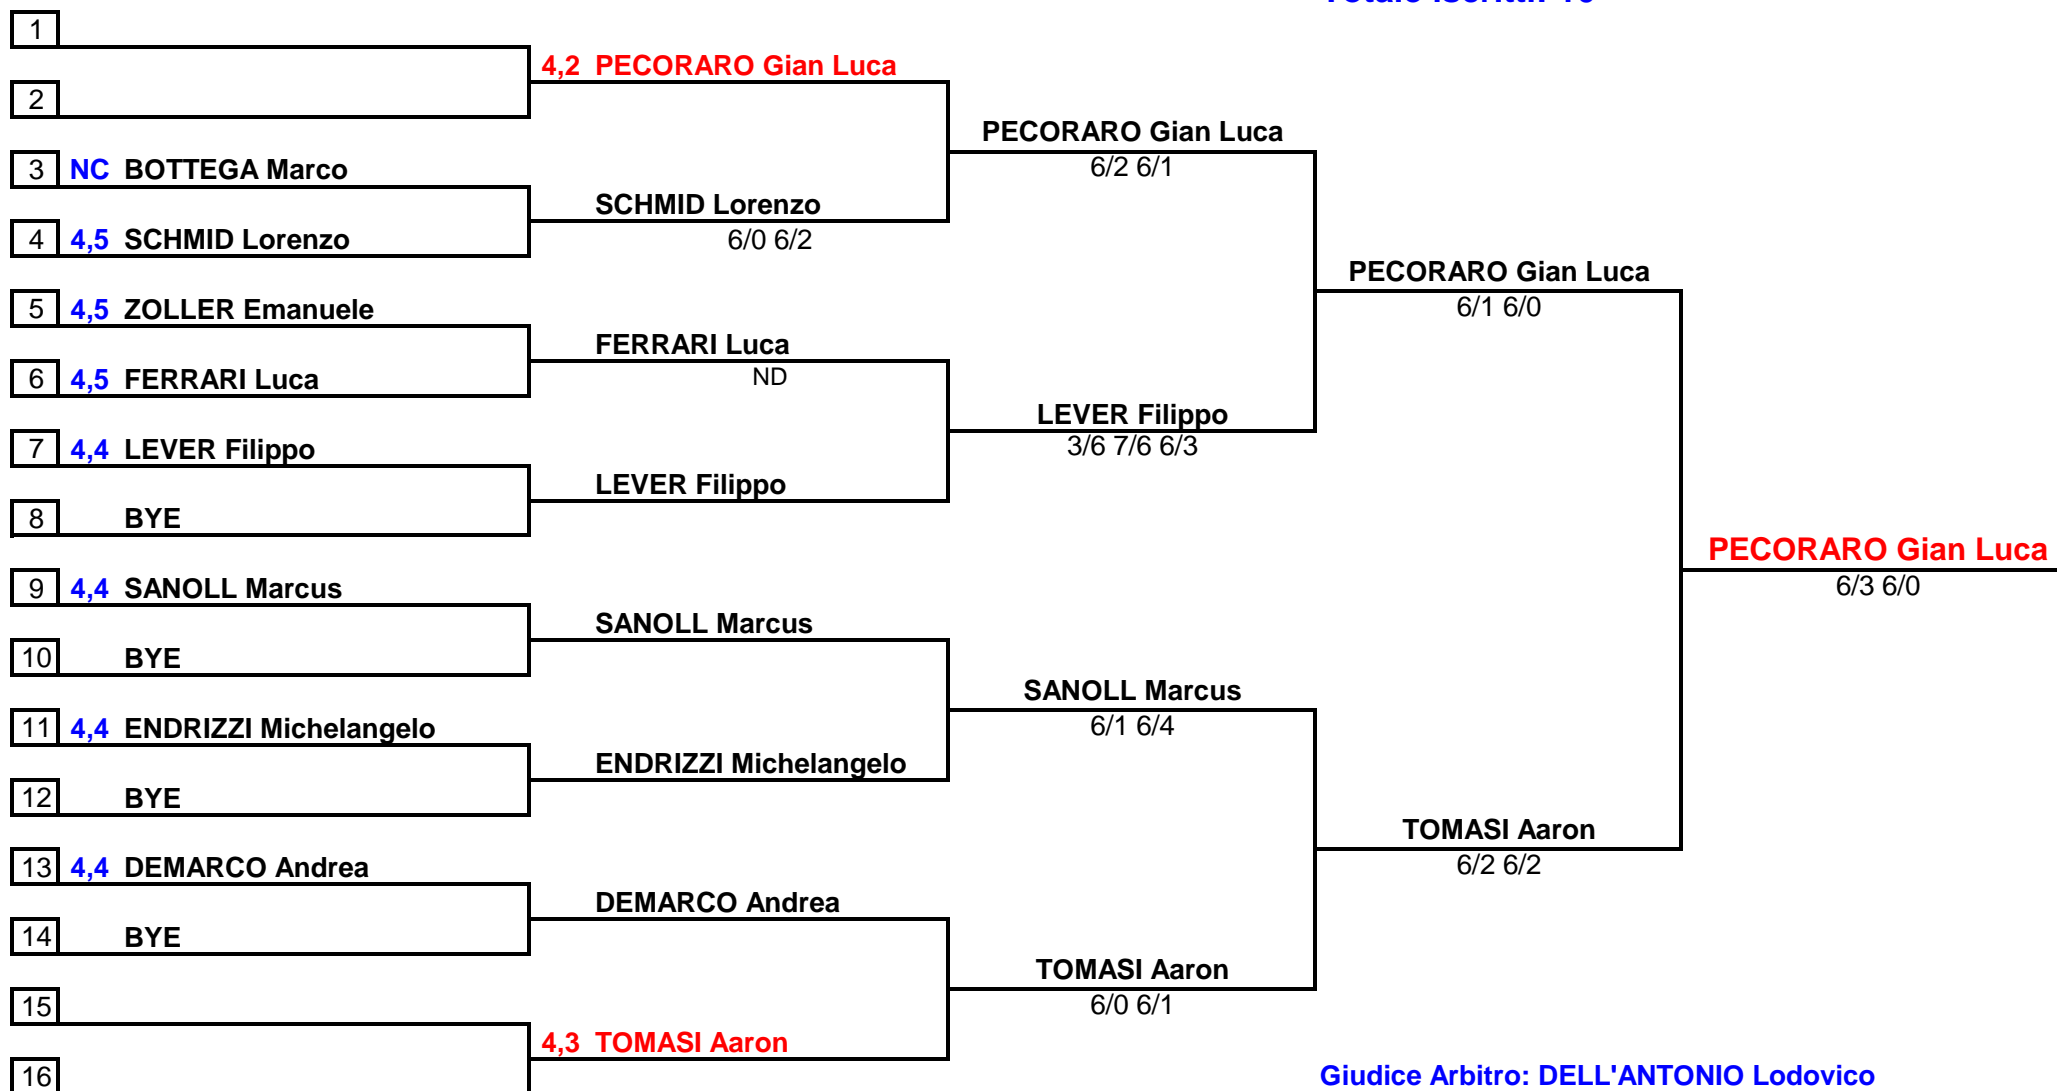 1
4,2 PECORARO Gian Luca
2
PECORARO Gian Luca
3 NC BOTTEGA Marco
6/2 6/1
SCHMID Lorenzo
4 4,5 SCHMID Lorenzo
6/0 6/2
PECORARO Gian Luca
5 4,5 ZOLLER Emanuele
6/1 6/0
FERRARI Luca
6 4,5 FERRARI Luca
ND
LEVER Filippo
7 4,4 LEVER Filippo
3/6 7/6 6/3
LEVER Filippo
8 BYE
PECORARO Gian Luca
9 4,4 SANOLL Marcus
6/3 6/0
SANOLL Marcus
10 BYE
SANOLL Marcus
11 4,4 ENDRIZZI Michelangelo
6/1 6/4
ENDRIZZI Michelangelo
12 BYE
TOMASI Aaron
13 4,4 DEMARCO Andrea
6/2 6/2
DEMARCO Andrea
14 BYE
TOMASI Aaron
15
6/0 6/1
4,3 TOMASI Aaron
16
Giudice Arbitro: DELL'ANTONIO Lodovico